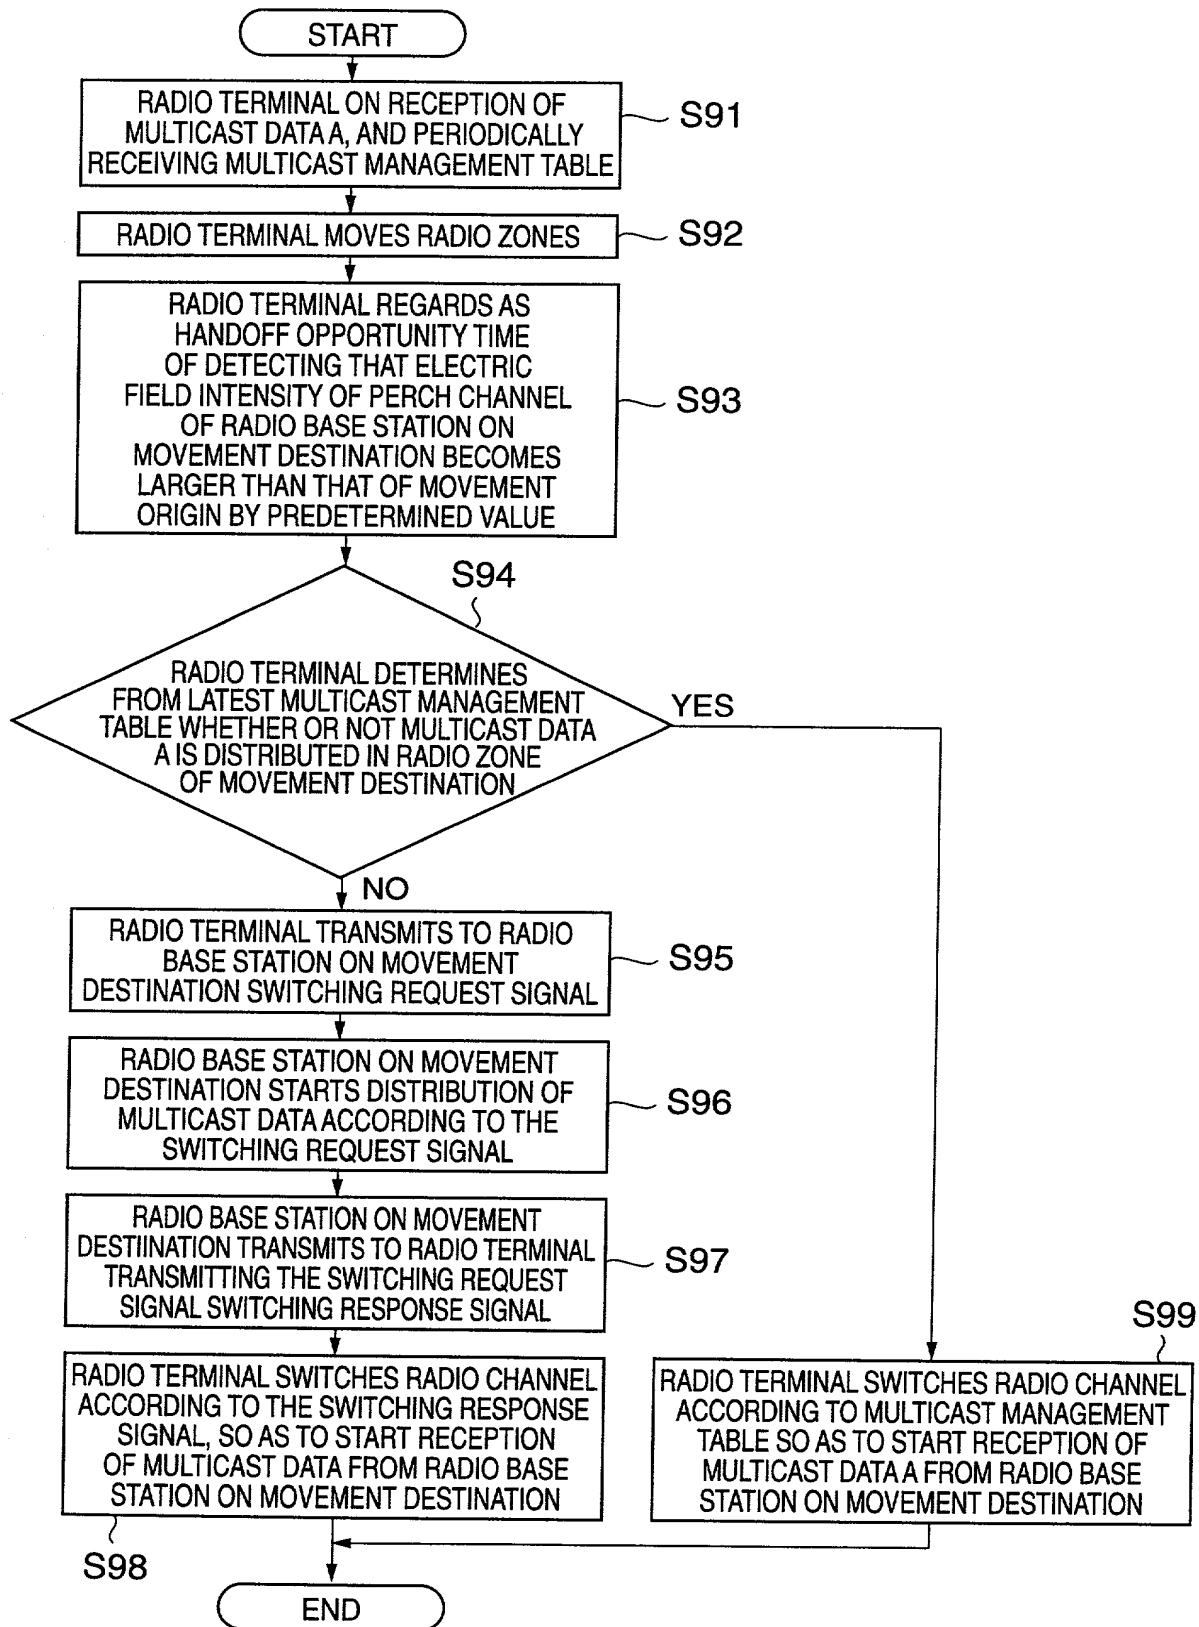 START
RADIO TERMINAL ON RECEPTION OF
MULTICAST DATA A, AND PERIODICALLY
RECEIVING MULTICAST MANAGEMENT TABLE
S91
RADIO TERMINAL MOVES RADIO ZONES
S92
RADIO TERMINAL REGARDS AS
HANDOFF OPPORTUNITY TIME
OF DETECTING THAT ELECTRIC
FIELD INTENSITY OF PERCH CHANNEL
OF RADIO BASE STATION ON
MOVEMENT DESTINATION BECOMES
LARGER THAN THAT OF MOVEMENT
ORIGIN BY PREDETERMINED VALUE
S93
S94
RADIO TERMINAL DETERMINES
FROM LATEST MULTICAST MANAGEMENT
TABLE WHETHER OR NOT MULTICAST DATA
A IS DISTRIBUTED IN RADIO ZONE
OF MOVEMENT DESTINATION
YES
NO
RADIO TERMINAL TRANSMITS TO RADIO
BASE STATION ON MOVEMENT
DESTINATION SWITCHING REQUEST SIGNAL
S95
RADIO BASE STATION ON MOVEMENT
DESTINATION STARTS DISTRIBUTION OF
MULTICAST DATA ACCORDING TO THE
SWITCHING REQUEST SIGNAL
S96
RADIO BASE STATION ON MOVEMENT
DESTIINATION TRANSMITS TO RADIO TERMINAL
TRANSMITTING THE SWITCHING REQUEST
SIGNAL SWITCHING RESPONSE SIGNAL
S97
RADIO TERMINAL SWITCHES RADIO CHANNEL
ACCORDING TO THE SWITCHING RESPONSE
SIGNAL, SO AS TO START RECEPTION
OF MULTICAST DATA FROM RADIO BASE
STATION ON MOVEMENT DESTINATION
S98
S99
RADIO TERMINAL SWITCHES RADIO CHANNEL
ACCORDING TO MULTICAST MANAGEMENT
TABLE SO AS TO START RECEPTION OF
MULTICAST DATA A FROM RADIO BASE
STATION ON MOVEMENT DESTINATION
END